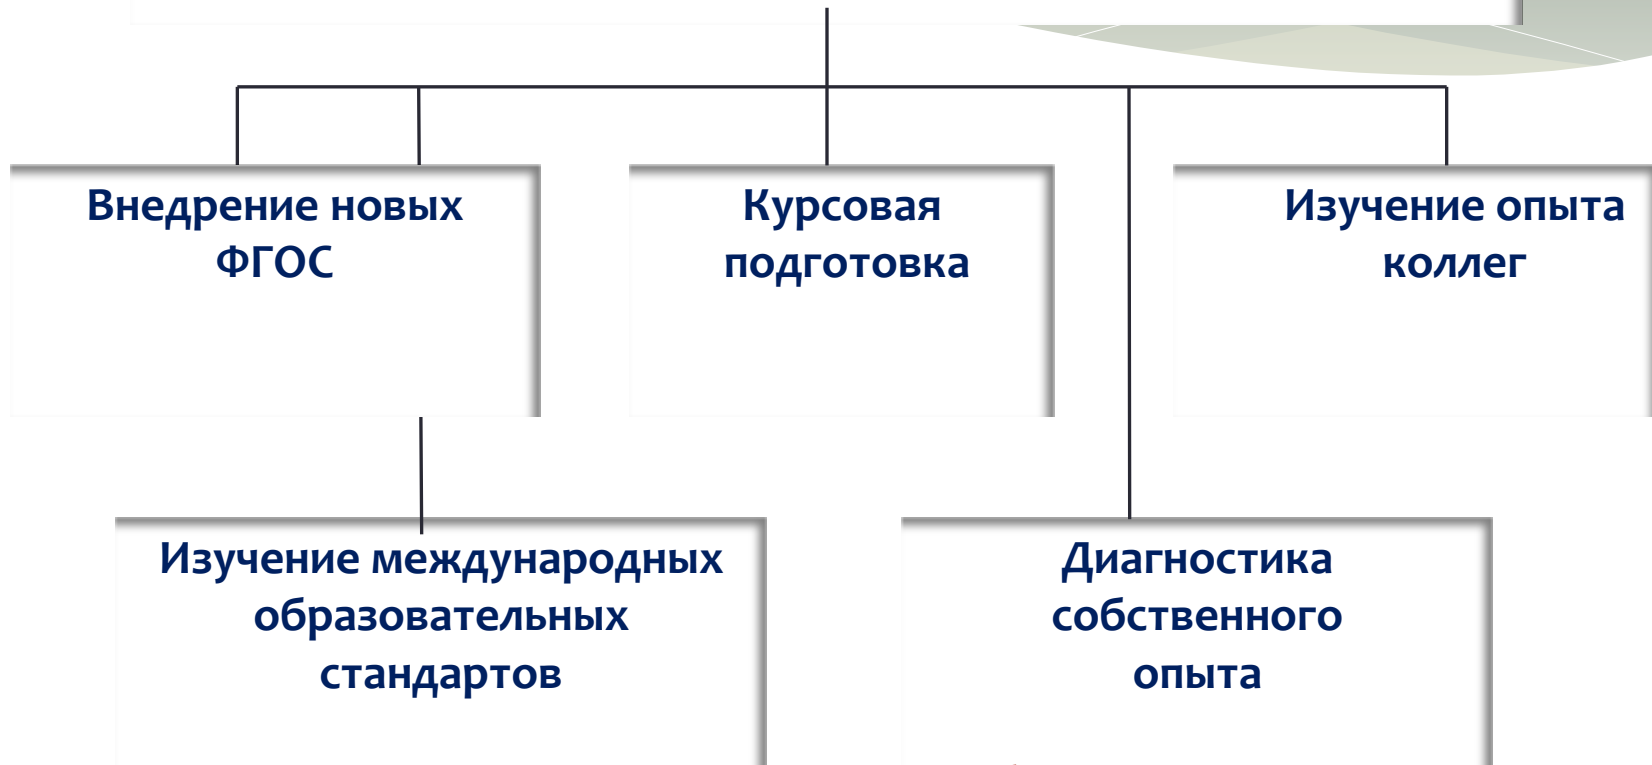 Внедрение новых
ФГОС
Курсовая
подготовка
Изучение опыта
коллег
Изучение международных
образовательных
стандартов
Диагностика
собственного
опыта